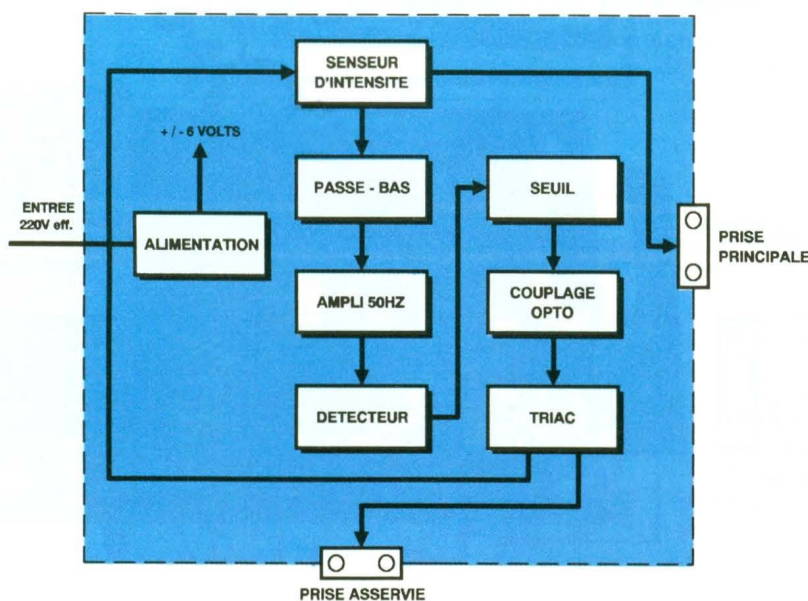 SENSEUR
D'INTENSITE
+ / - 6 VOLTS
PASSE - BAS
SEUIL
ENTREE
220V eff.
ALIMENTATION
PRISE
PRINCIPALE
AMPLI 50HZ
COUPLAGE
OPTO
DETECTEUR
TRIAC
PRISE ASSERVIE